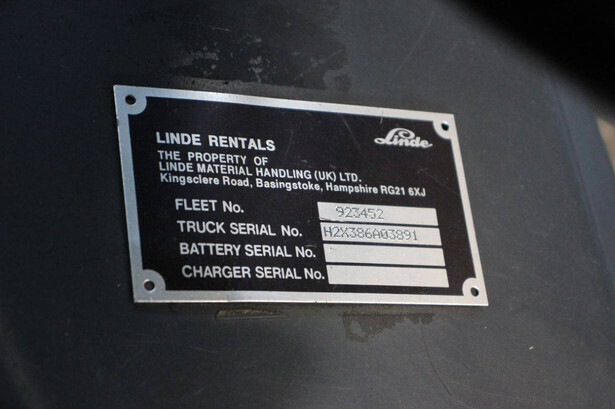 Linde
LINDE RENTALS
THE PROPERTY OF
LINDE MATERIAL HANDLING (UK) LTD.
Kingsclere Road, Basingstoke, Hampshire RG21 6XJ
FLEET No. 923452
TRUCK SERIAL No. H2X386A03891
BATTERY SERIAL No.
CHARGER SERIAL No.